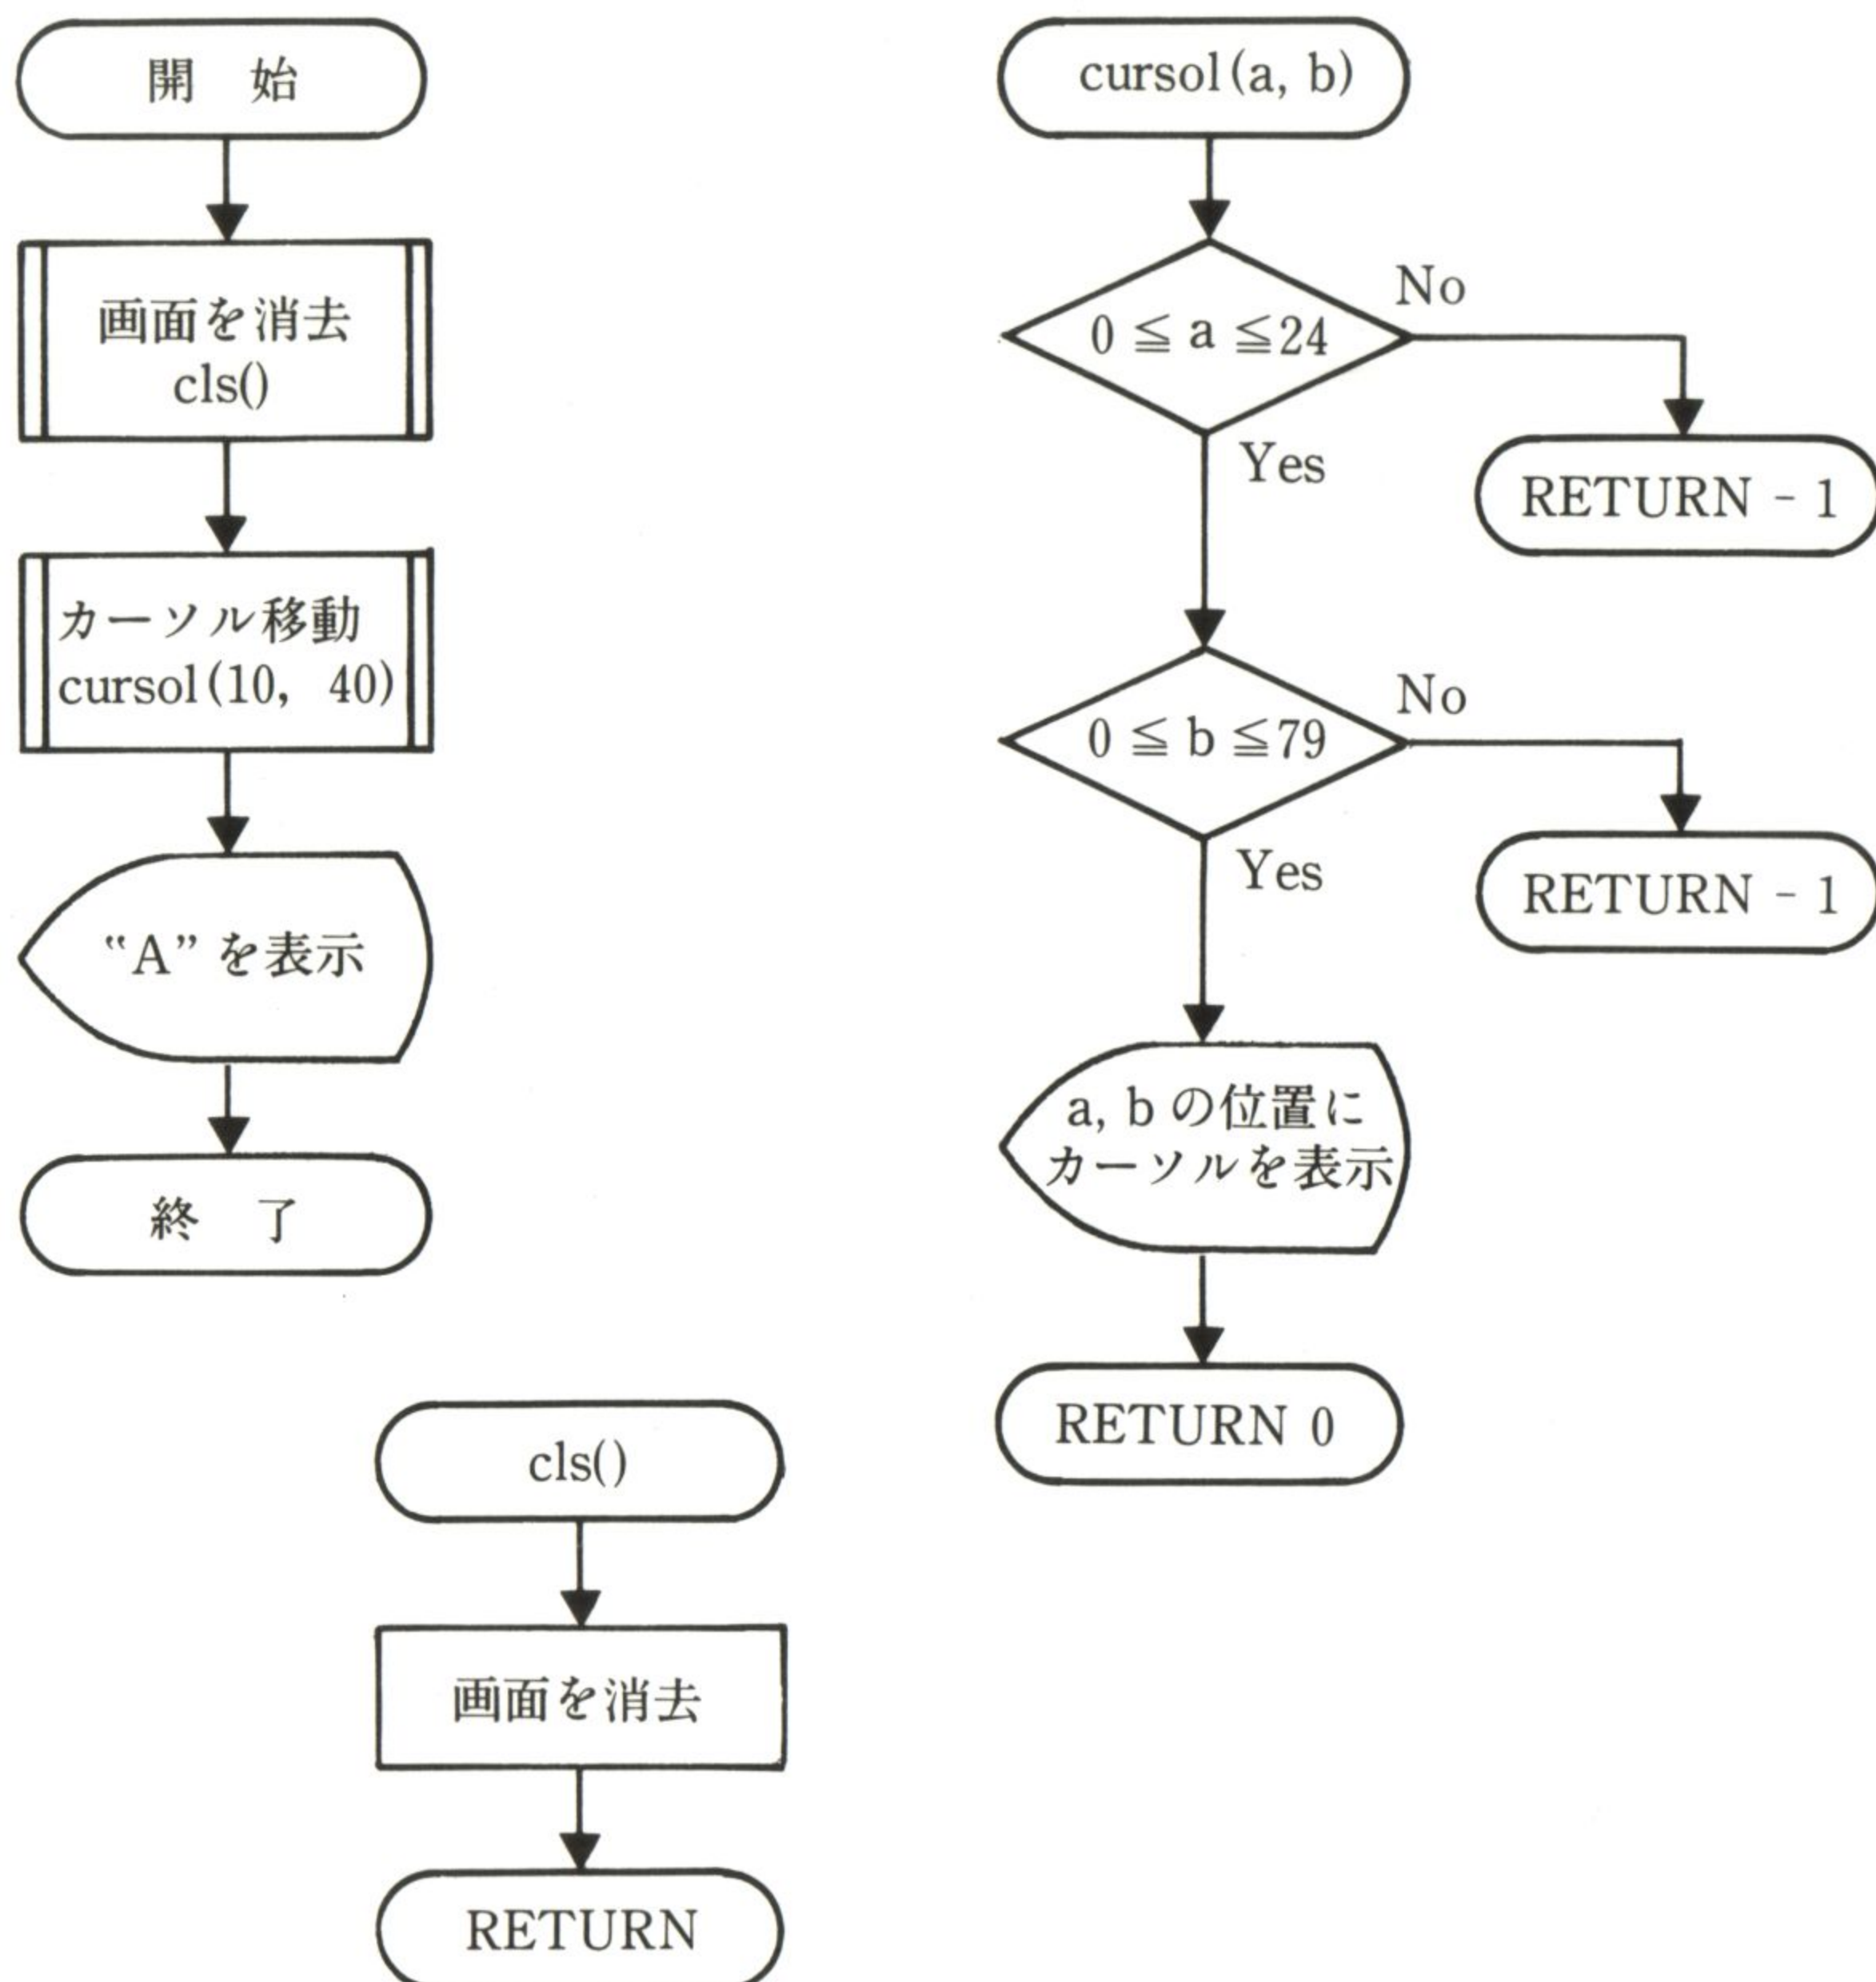 開 始
画面を消去
cls()
カーソル移動
cursol(10, 40)
“A” を表示
終 了
cursol(a, b)
0 ≦ a ≦24
No
Yes
RETURN - 1
0 ≦ b ≦79
No
Yes
RETURN - 1
a, b の位置に
カーソルを表示
RETURN 0
cls()
画面を消去
RETURN